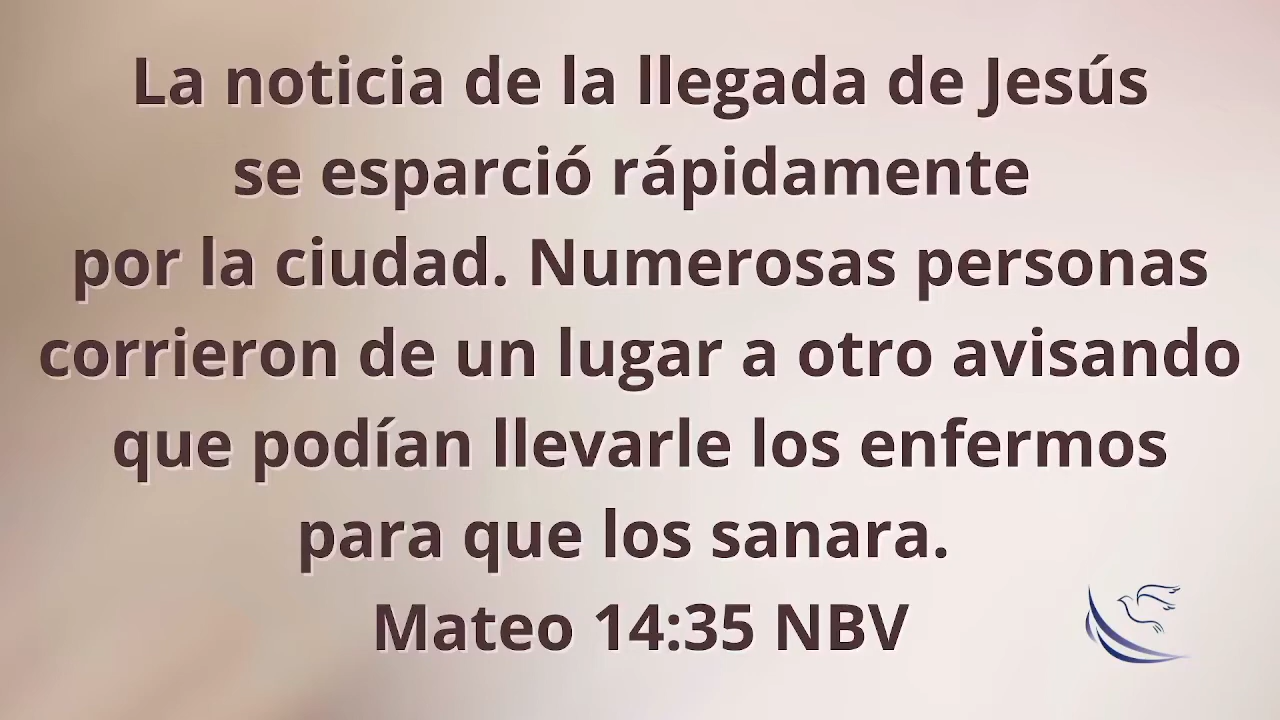 La noticia de la llegada de Jesús
se esparció rápidamente
por la ciudad. Numerosas personas
corrieron de un lugar a otro avisando
que podían llevarle los enfermos
para que los sanara.
Mateo 14:35 NBV